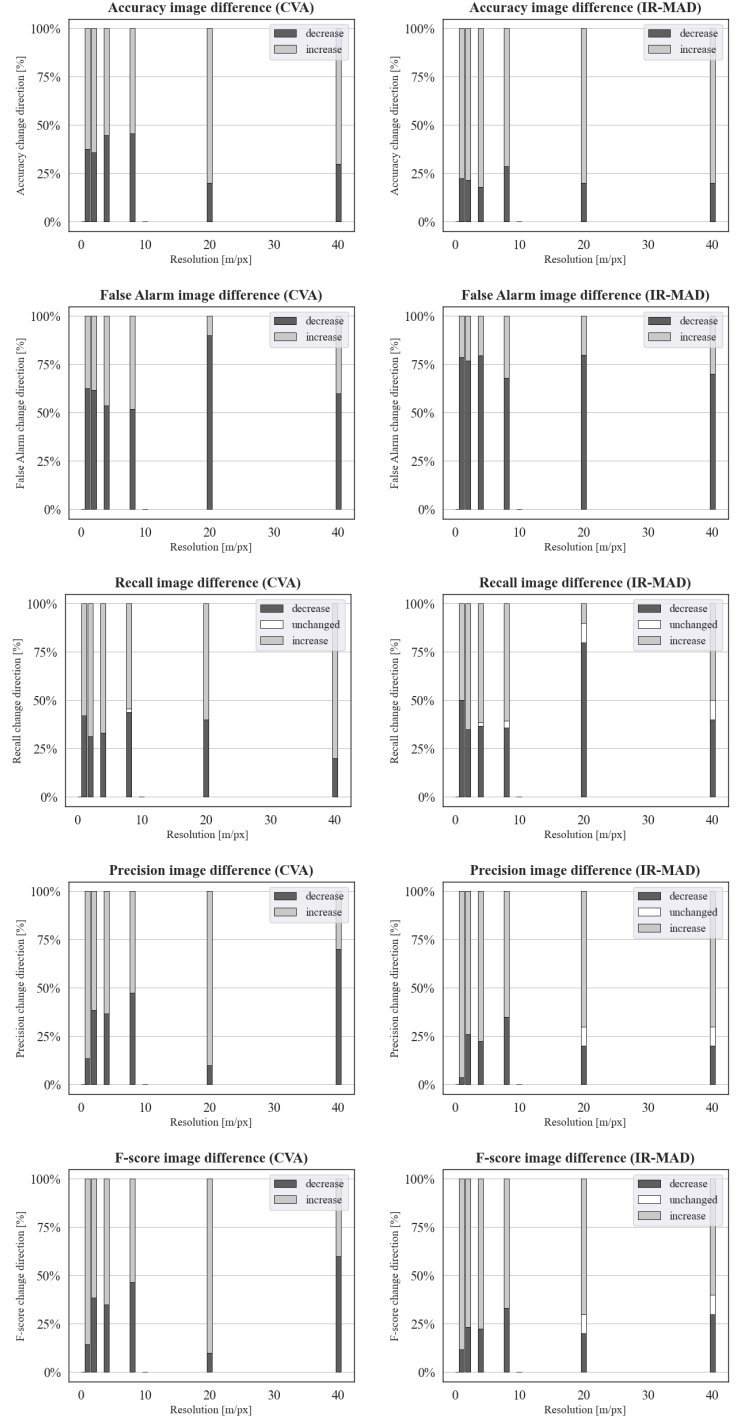 Accuracy image difference (CVA)
100%
75%
50%
25%
0%
Accuracy change direction [%]
decrease
increase
0 10 20 30 40
Resolution [m/px]
Accuracy image difference (IR-MAD)
100%
75%
50%
25%
0%
Accuracy change direction [%]
decrease
increase
0 10 20 30 40
Resolution [m/px]
False Alarm image difference (CVA)
100%
75%
50%
25%
0%
False Alarm change direction [%]
decrease
increase
0 10 20 30 40
Resolution [m/px]
False Alarm image difference (IR-MAD)
100%
75%
50%
25%
0%
False Alarm change direction [%]
decrease
increase
0 10 20 30 40
Resolution [m/px]
Recall image difference (CVA)
100%
75%
50%
25%
0%
Recall change direction [%]
decrease
unchanged
increase
0 10 20 30 40
Resolution [m/px]
Recall image difference (IR-MAD)
100%
75%
50%
25%
0%
Recall change direction [%]
decrease
unchanged
increase
0 10 20 30 40
Resolution [m/px]
Precision image difference (CVA)
100%
75%
50%
25%
0%
Precision change direction [%]
decrease
increase
0 10 20 30 40
Resolution [m/px]
Precision image difference (IR-MAD)
100%
75%
50%
25%
0%
Precision change direction [%]
decrease
unchanged
increase
0 10 20 30 40
Resolution [m/px]
F-score image difference (CVA)
100%
75%
50%
25%
0%
F-score change direction [%]
decrease
increase
0 10 20 30 40
Resolution [m/px]
F-score image difference (IR-MAD)
100%
75%
50%
25%
0%
F-score change direction [%]
decrease
unchanged
increase
0 10 20 30 40
Resolution [m/px]